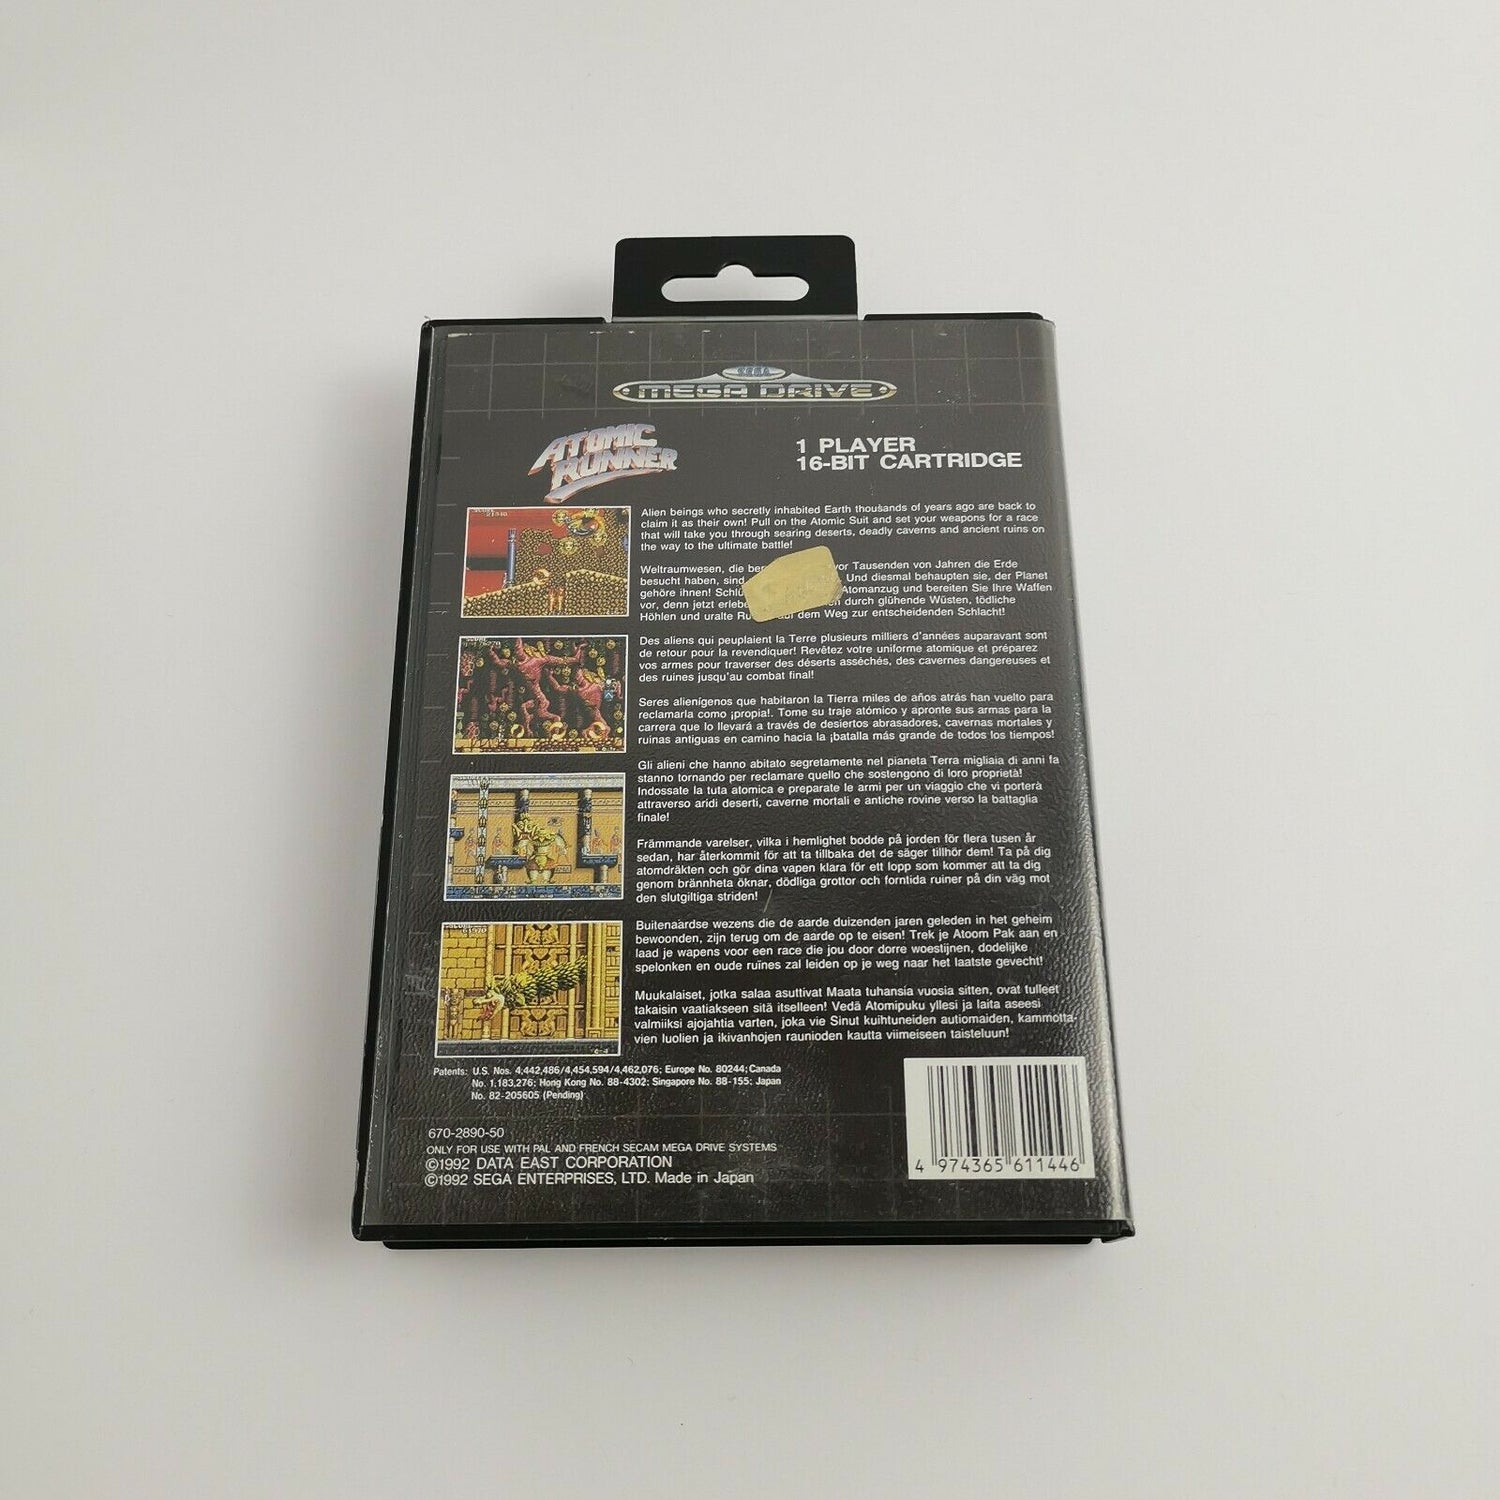 SEGA
MEGA DRIVE
ATOMIC
RUNNER
1 PLAYER
16-BIT CARTRIDGE
Alien beings who secretly inhabited Earth thousands of years ago are back to
claim it as their own! Pull on the Atomic Suit and set your weapons for a race
that will take you through searing deserts, deadly caverns and ancient ruins on
the way to the ultimate battle!
Weltraumwesen, die vor Tausenden von Jahren die Erde
besucht haben, sind Und diesmal behaupten sie, der Planet
gehöre ihnen! Atomanzug und bereiten Sie Ihre Waffen
vor, denn jetzt durch glühende Wüsten, tödliche
Höhlen und uralte dem Weg zur entscheidenden Schlacht!
Des aliens qui peuplaient la Terre plusieurs milliers d'années auparavant sont
de retour pour la revendiquer! Revêtez votre uniforme atomique et préparez
vos armes pour traverser des déserts asséchés, des cavernes dangereuses et
des ruines jusqu'au combat final!
Seres alienígenos que habitaron la Tierra miles de años atrás han vuelto para
reclamarla como ¡propia!. Tome su traje atómico y apronte sus armas para la
carrera que lo llevará a través de desiertos abrasadores, cavernas mortales y
ruinas antiguas en camino hacia la ¡batalla más grande de todos los tiempos!
Gli alieni che hanno abitato segretamente nel pianeta Terra migliaia di anni fa
stanno tornando per reclamare quello che sostengono di loro proprietà!
Indossate la tuta atomica e preparate le armi per un viaggio che vi porterà
attraverso aridi deserti, caverne mortali e antiche rovine verso la battaglia
finale!
Främmande varelser, vilka i hemlighet bodde på jorden för flera tusen år
sedan, har återkommit för att ta tillbaka det de säger tillhör dem! Ta på dig
atomdräkten och gör dina vapen klara för ett lopp som kommer att ta dig
genom brännheta öknar, dödliga grottor och forntida ruiner på din väg mot
den slutgiltiga striden!
Buitenaardse wezens die de aarde duizenden jaren geleden in het geheim
bewoonden, zijn terug om de aarde op te eisen! Trek je Atoom Pak aan en
laad je wapens voor een race die jou door dorre woestijnen, dodelijke
spelonken en oude ruïnes zal leiden op je weg naar het laatste gevecht!
Muukalaiset, jotka salaa asuttivat Maata tuhansia vuosia sitten, ovat tulleet
takaisin vaatiakseen sitä itselleen! Vedä Atomipuku yllesi ja laita aseesi
valmiiksi ajojahtia varten, joka vie Sinut kuihtuneiden autiomaiden, kammotta-
vien luolien ja ikivanhojen raunioden kautta viimeiseen taisteluun!
Patents: U.S. Nos. 4,442,486/4,454,594/4,462,076; Europe No. 80244; Canada
No. 1,183,276; Hong Kong No. 88-4302; Singapore No. 88-155; Japan
No. 82-205605 (Pending)
670-2890-50
ONLY FOR USE WITH PAL AND FRENCH SECAM MEGA DRIVE SYSTEMS
©1992 DATA EAST CORPORATION
©1992 SEGA ENTERPRISES, LTD. Made in Japan
4 974365 611446